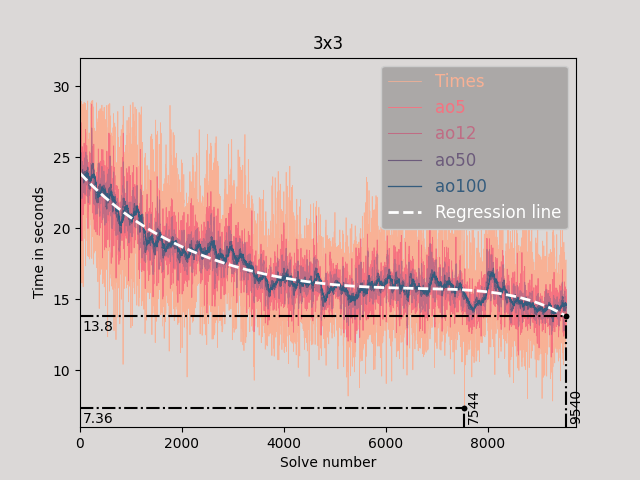 3x3
Times
ao5
ao12
ao50
ao100
Regression line
Time in seconds
30
25
20
15
10
13.8
7.36
7544
9540
0 2000 4000 6000 8000
Solve number